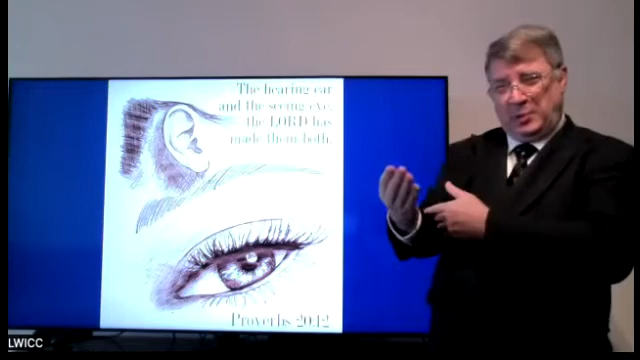 The hearing ear
and the seeing eye,
the LORD has
made them both.
Proverbs 20:12
LWICC